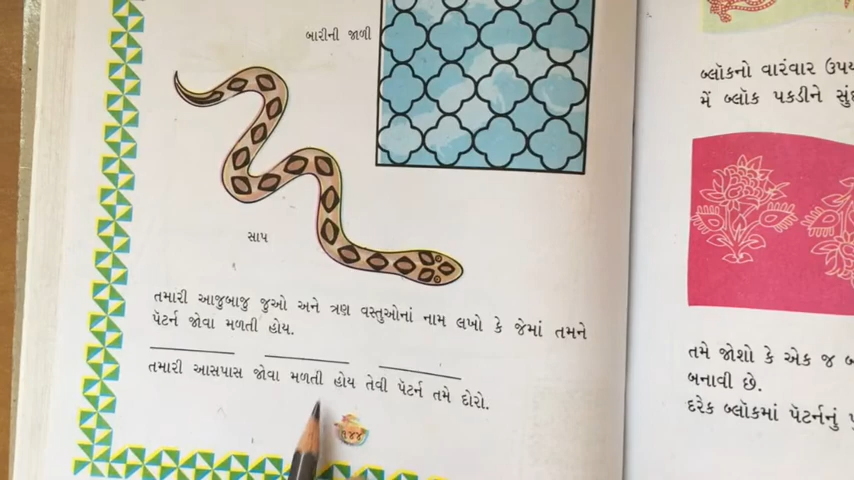 બારીની જાળી
સાપ
તમારી આજુબાજુ જુઓ અને ત્રણ વસ્તુઓનાં નામ લખો કે જેમાં તમને
પૅટર્ન જોવા મળતી હોય.
તમારી આસપાસ જોવા મળતી હોય તેવી પૅટર્ન તમે દોરો.
૧૪૪
બ્લૉકનો વારંવાર
મેં બ્લૉક પકડીને
તમે જોશો કે એક જ
બનાવી છે.
દરેક બ્લૉકમાં પૅટર્નનું